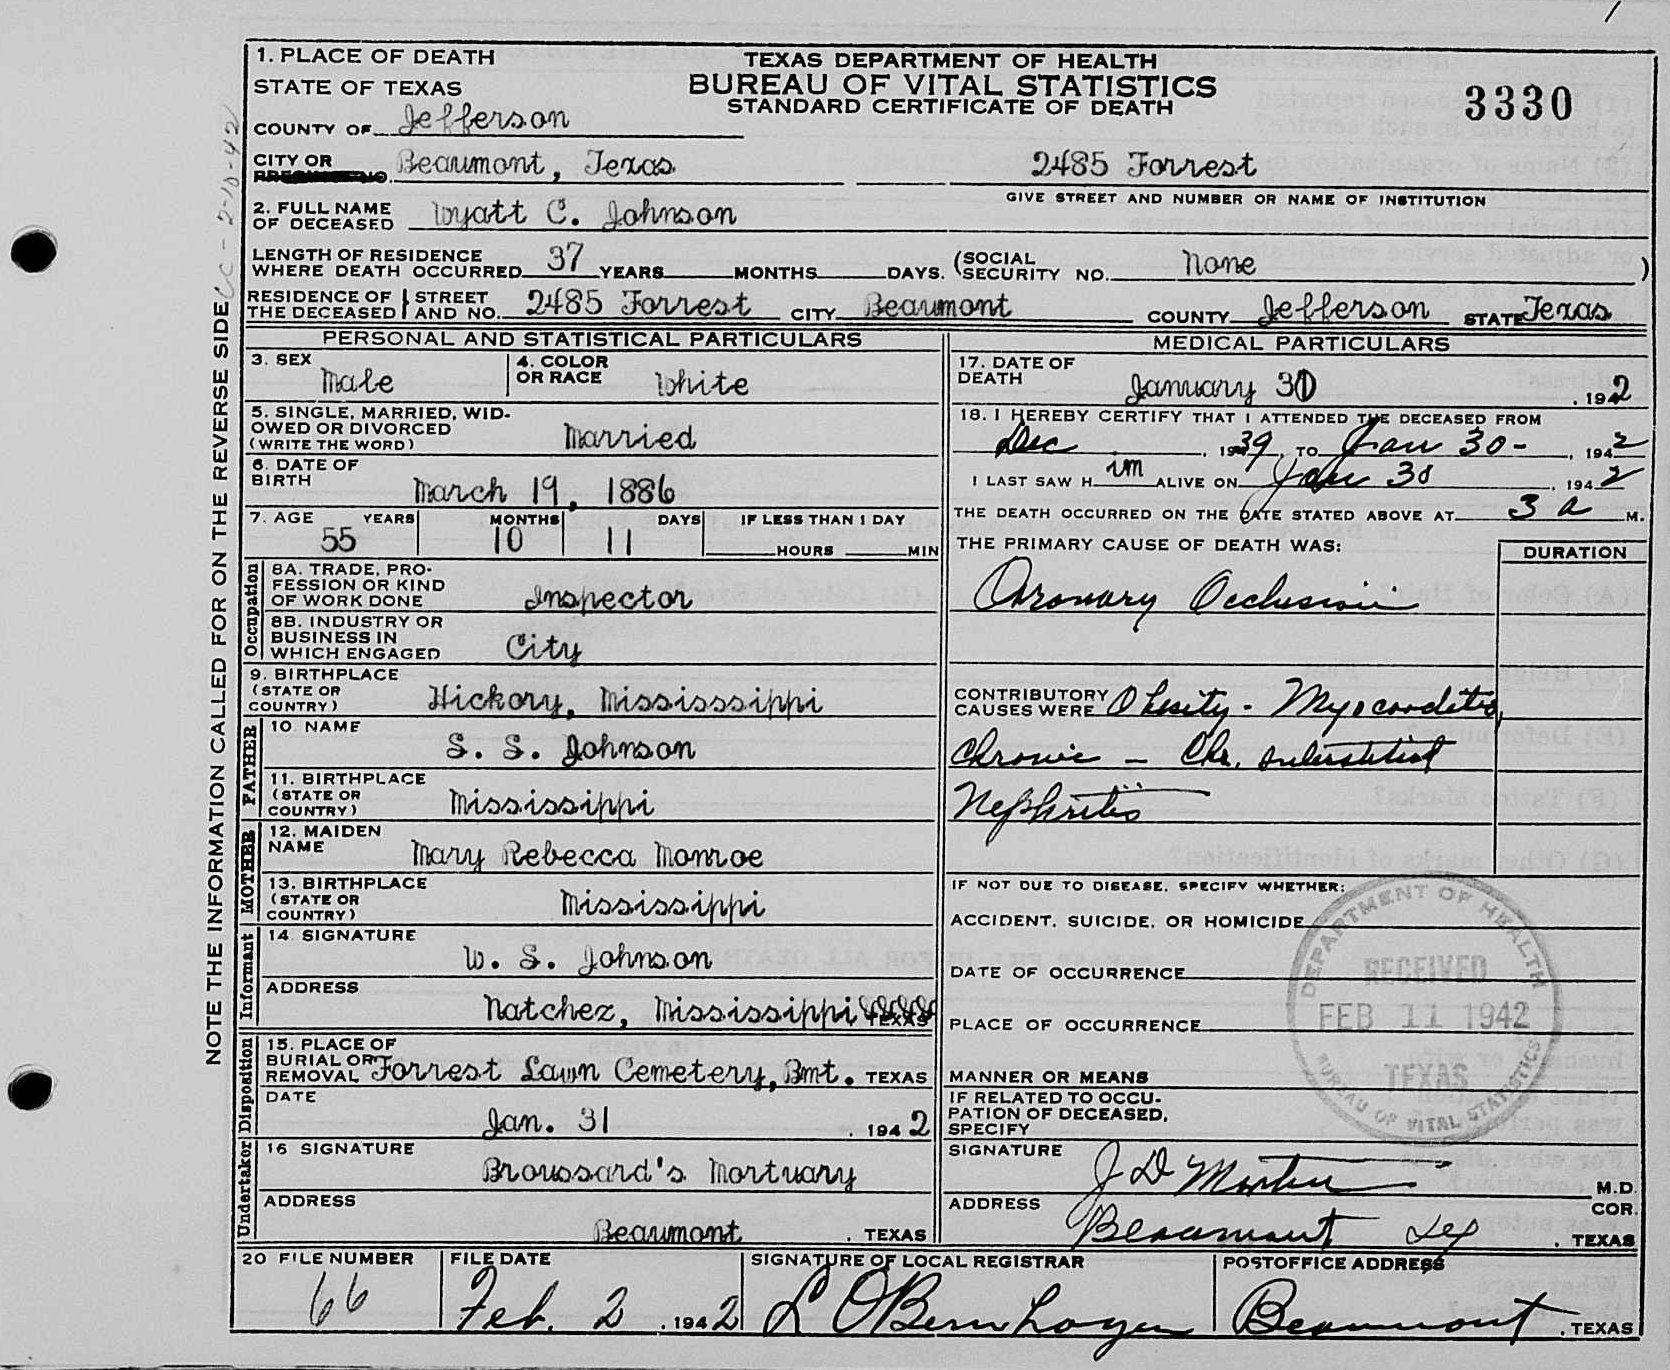 1. PLACE OF DEATH
STATE OF TEXAS
COUNTY OF Jefferson
CITY OR Beaumont, Texas
TEXAS DEPARTMENT OF HEALTH
BUREAU OF VITAL STATISTICS
STANDARD CERTIFICATE OF DEATH
3330
2485 Forrest
GIVE STREET AND NUMBER OR NAME OF INSTITUTION
2. FULL NAME OF DECEASED Wyatt C. Johnson
LENGTH OF RESIDENCE WHERE DEATH OCCURRED 37 YEARS MONTHS DAYS. (SOCIAL SECURITY NO. None )
RESIDENCE OF THE DECEASED STREET AND NO. 2485 Forrest CITY Beaumont COUNTY Jefferson STATE Texas
NOTE THE INFORMATION CALLED FOR ON THE REVERSE SIDE
CC - 2-10-42
PERSONAL AND STATISTICAL PARTICULARS
3. SEX Male
4. COLOR OR RACE White
5. SINGLE, MARRIED, WIDOWED OR DIVORCED (WRITE THE WORD) Married
6. DATE OF BIRTH March 19, 1886
7. AGE YEARS 55 MONTHS 10 DAYS 11 IF LESS THAN 1 DAY HOURS MIN
Occupation
8A. TRADE, PROFESSION OR KIND OF WORK DONE Inspector
8B. INDUSTRY OR BUSINESS IN WHICH ENGAGED City
9. BIRTHPLACE (STATE OR COUNTRY) Hickory, Mississsippi
FATHER
10 NAME S. S. Johnson
11. BIRTHPLACE (STATE OR COUNTRY) Mississippi
MOTHER
12. MAIDEN NAME Mary Rebecca Monroe
13. BIRTHPLACE (STATE OR COUNTRY) Mississippi
Informant
14 SIGNATURE W. S. Johnson
ADDRESS Natchez, Mississippi TEXAS
Disposition
15. PLACE OF BURIAL OR REMOVAL Forrest Lawn Cemetery, Bmt. TEXAS
DATE Jan. 31 , 1942
Undertaker
16 SIGNATURE Broussard's Mortuary
ADDRESS Beaumont , TEXAS
MEDICAL PARTICULARS
17. DATE OF DEATH January 30 , 1942
18. I HEREBY CERTIFY THAT I ATTENDED THE DECEASED FROM
Dec , 1939, TO Jan 30 - , 1942
I LAST SAW H im ALIVE ON Jan 30 , 1942
THE DEATH OCCURRED ON THE DATE STATED ABOVE AT 3 a M.
THE PRIMARY CAUSE OF DEATH WAS: DURATION
Coronary Occlusion
CONTRIBUTORY CAUSES WERE Obesity - Myocarditis,
Chronic - Chr. interstitial
Nephritis
IF NOT DUE TO DISEASE, SPECIFY WHETHER:
ACCIDENT, SUICIDE, OR HOMICIDE
DATE OF OCCURRENCE
PLACE OF OCCURRENCE
MANNER OR MEANS
IF RELATED TO OCCUPATION OF DECEASED, SPECIFY
DEPARTMENT OF HEALTH
RECEIVED
FEB 11 1942
TEXAS
BUREAU OF VITAL STATISTICS
SIGNATURE J D Martin M.D.
COR.
ADDRESS Beaumont Tex , TEXAS
20 FILE NUMBER 66
FILE DATE Feb. 2 , 1942
SIGNATURE OF LOCAL REGISTRAR
POSTOFFICE ADDRESS Beaumont , TEXAS